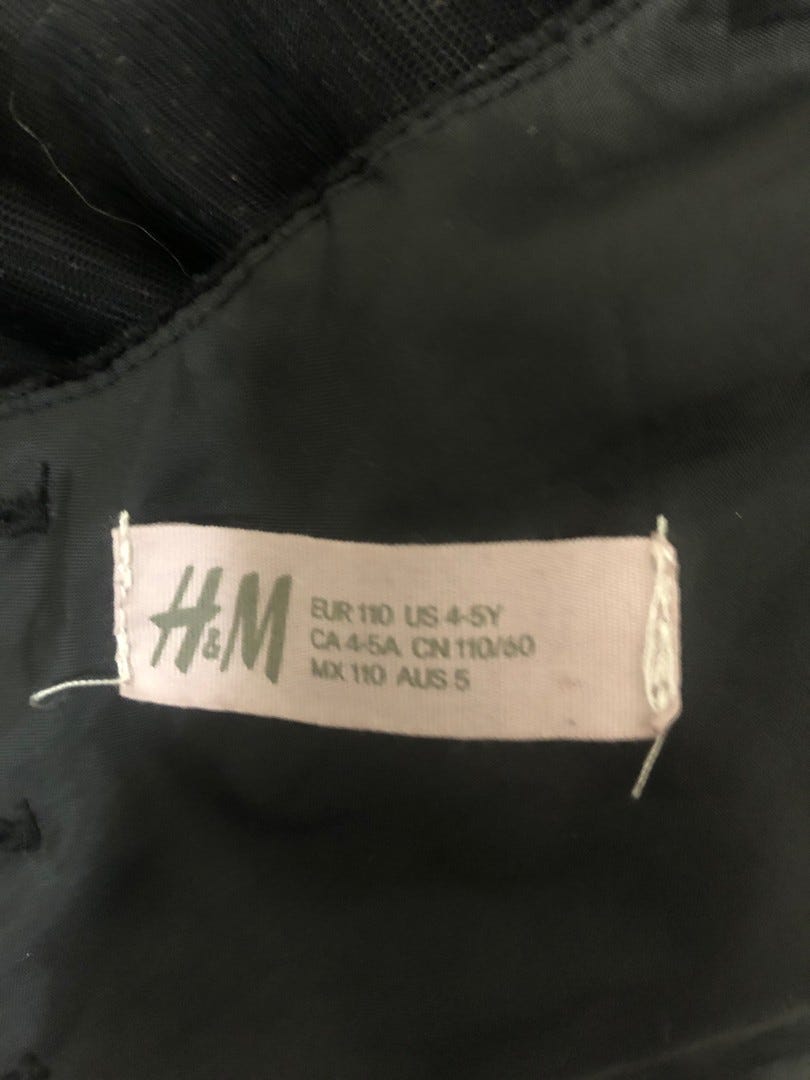 H&M
EUR 110 US 4-5Y
CA 4-5A CN 110/60
MX 110 AUS 5